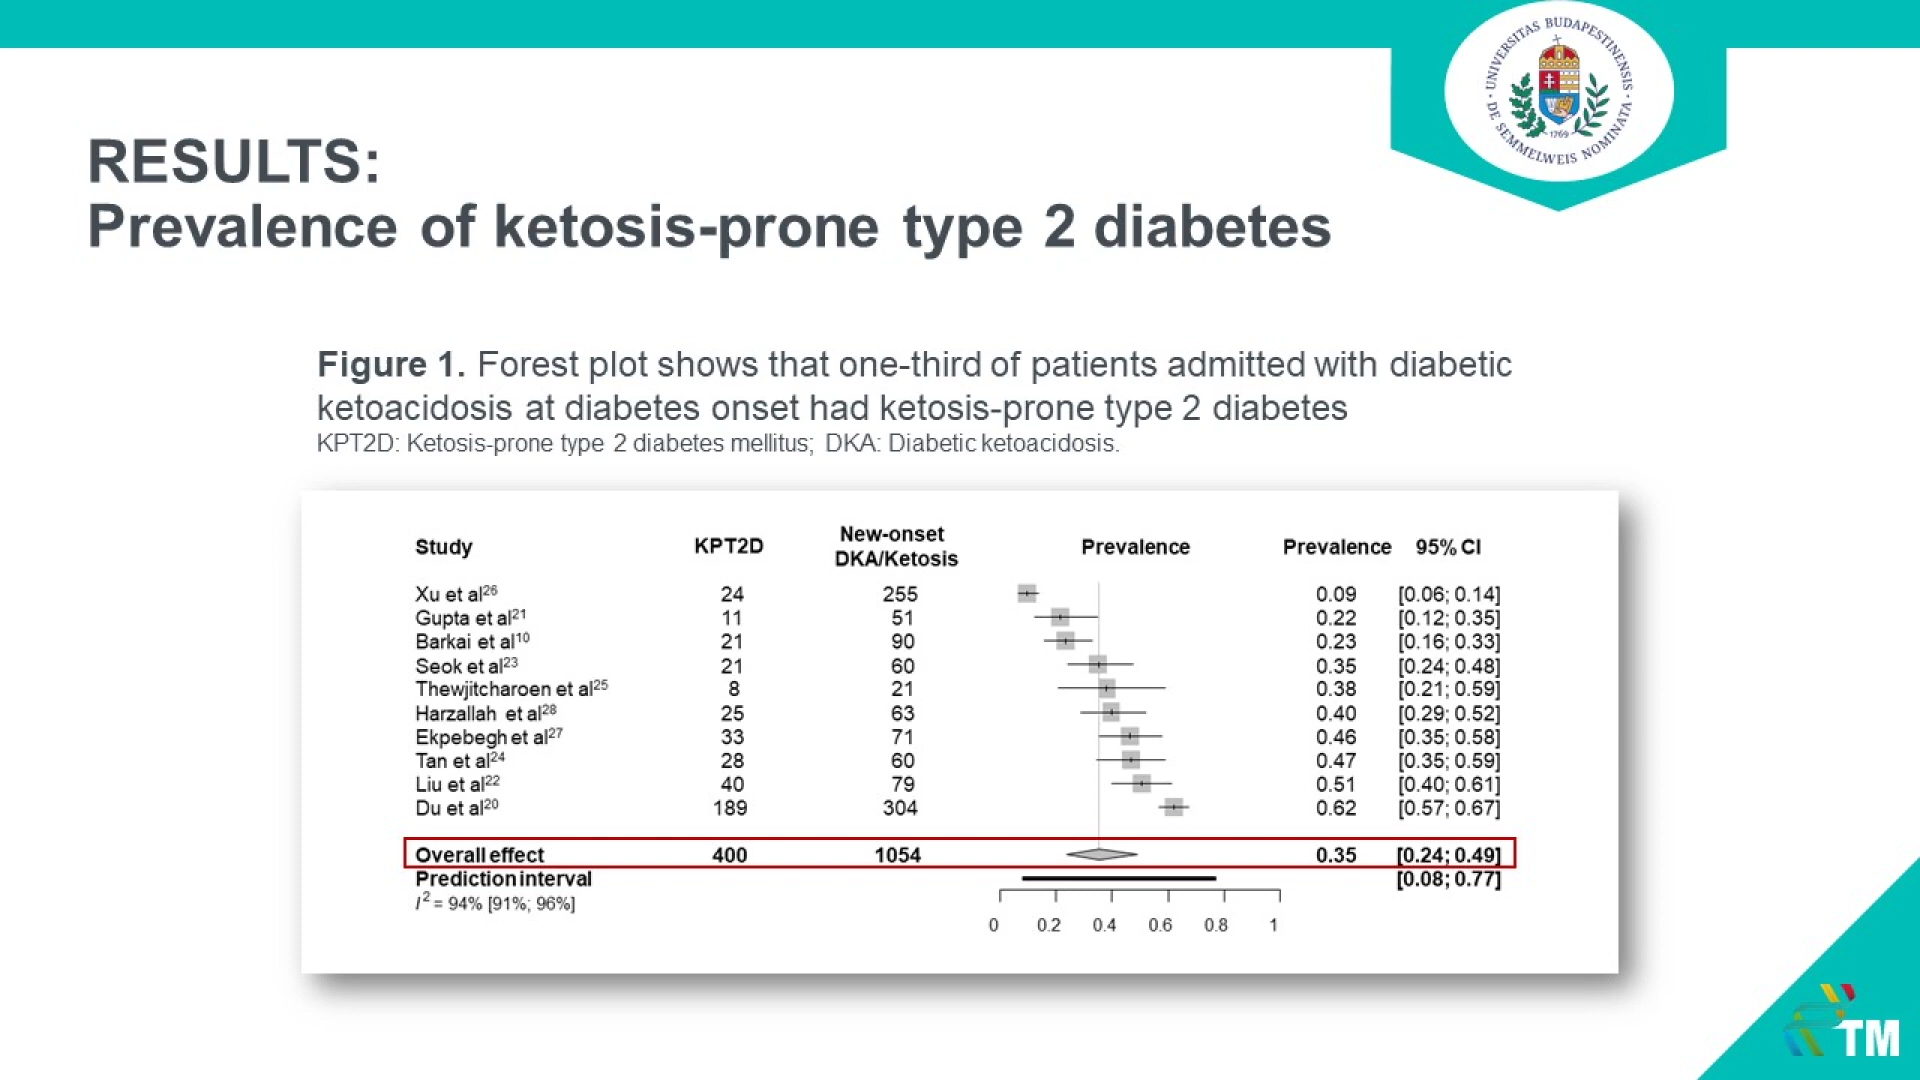 UNIVERSITAS BUDAPESTINENSIS
DE SEMMELWEIS NOMINATA
1769
RESULTS:
Prevalence of ketosis-prone type 2 diabetes
Figure 1. Forest plot shows that one-third of patients admitted with diabetic
ketoacidosis at diabetes onset had ketosis-prone type 2 diabetes
KPT2D: Ketosis-prone type 2 diabetes mellitus; DKA: Diabetic ketoacidosis.
Study KPT2D New-onset DKA/Ketosis Prevalence Prevalence 95% CI
Xu et al26 24 255 0.09 [0.06; 0.14]
Gupta et al21 11 51 0.22 [0.12; 0.35]
Barkai et al10 21 90 0.23 [0.16; 0.33]
Seok et al23 21 60 0.35 [0.24; 0.48]
Thewjitcharoen et al25 8 21 0.38 [0.21; 0.59]
Harzallah et al28 25 63 0.40 [0.29; 0.52]
Ekpebegh et al27 33 71 0.46 [0.35; 0.58]
Tan et al24 28 60 0.47 [0.35; 0.59]
Liu et al22 40 79 0.51 [0.40; 0.61]
Du et al20 189 304 0.62 [0.57; 0.67]
Overall effect 400 1054 0.35 [0.24; 0.49]
Prediction interval [0.08; 0.77]
I2 = 94% [91%; 96%]
0 0.2 0.4 0.6 0.8 1
TM